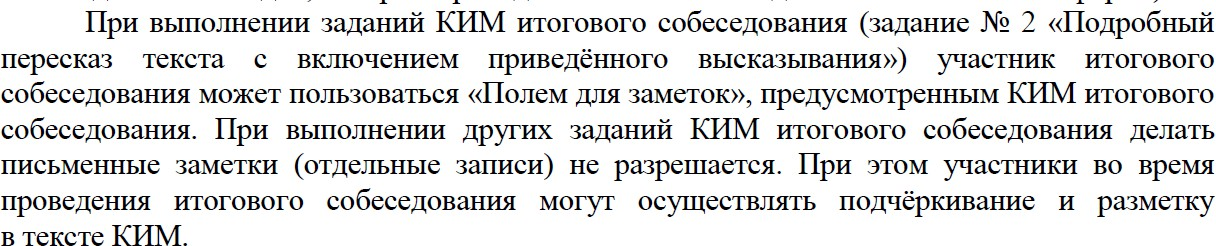 При выполнении заданий КИМ итогового собеседования (задание № 2 «Подробный
пересказ текста с включением приведённого высказывания») участник итогового
собеседования может пользоваться «Полем для заметок», предусмотренным КИМ итогового
собеседования. При выполнении других заданий КИМ итогового собеседования делать
письменные заметки (отдельные записи) не разрешается. При этом участники во время
проведения итогового собеседования могут осуществлять подчёркивание и разметку
в тексте КИМ.